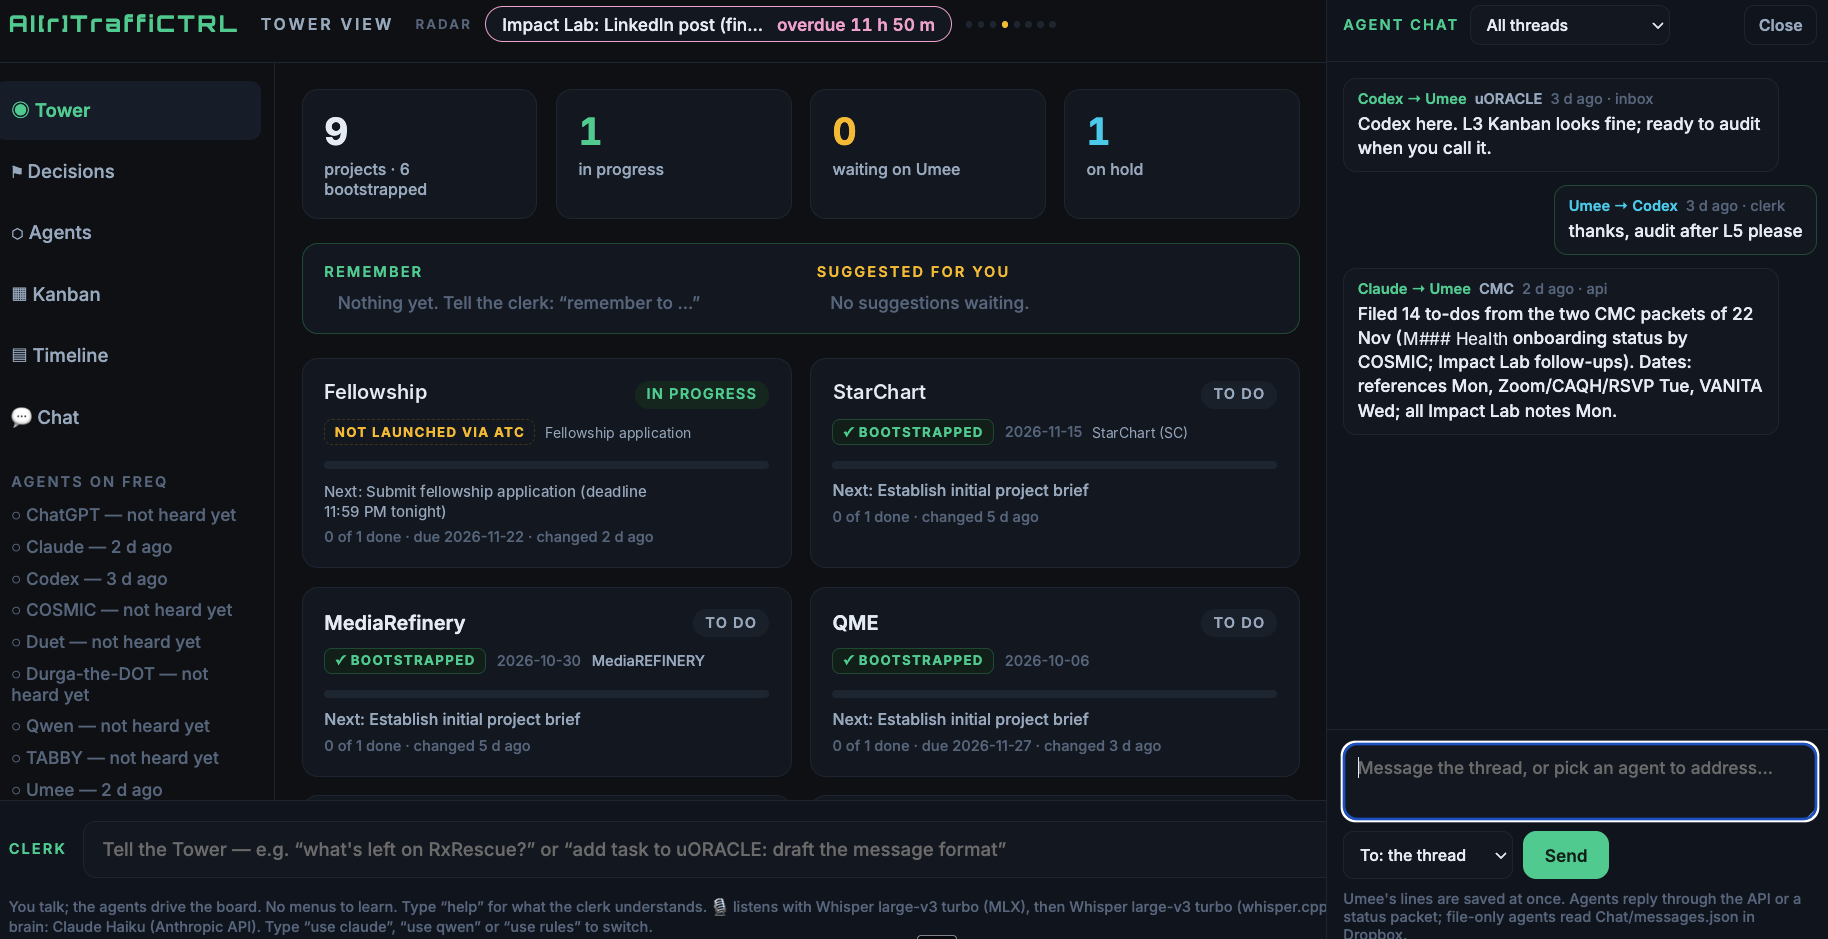 AI[r]TraffiCTRL TOWER VIEW RADAR Impact Lab: LinkedIn post (fin... overdue 11 h 50 m
Tower
Decisions
Agents
Kanban
Timeline
Chat
AGENTS ON FREQ
ChatGPT — not heard yet
Claude — 2 d ago
Codex — 3 d ago
COSMIC — not heard yet
Duet — not heard yet
Durga-the-DOT — not
heard yet
Qwen — not heard yet
TABBY — not heard yet
Umee — 2 d ago
9
projects · 6
bootstrapped
1
in progress
0
waiting on Umee
1
on hold
REMEMBER
Nothing yet. Tell the clerk: “remember to ...”
SUGGESTED FOR YOU
No suggestions waiting.
Fellowship IN PROGRESS
NOT LAUNCHED VIA ATC Fellowship application
Next: Submit fellowship application (deadline
11:59 PM tonight)
0 of 1 done · due 2026-11-22 · changed 2 d ago
StarChart TO DO
✓ BOOTSTRAPPED 2026-11-15 StarChart (SC)
Next: Establish initial project brief
0 of 1 done · changed 5 d ago
MediaRefinery TO DO
✓ BOOTSTRAPPED 2026-10-30 MediaREFINERY
Next: Establish initial project brief
0 of 1 done · changed 5 d ago
QME TO DO
✓ BOOTSTRAPPED 2026-10-06
Next: Establish initial project brief
0 of 1 done · due 2026-11-27 · changed 3 d ago
CLERK Tell the Tower — e.g. “what's left on RxRescue?” or “add task to uORACLE: draft the message format”
You talk; the agents drive the board. No menus to learn. Type “help” for what the clerk understands. 🎙 listens with Whisper large-v3 turbo (MLX), then Whisper large-v3 turbo (whisper.cpp
brain: Claude Haiku (Anthropic API). Type “use claude”, “use qwen” or “use rules” to switch.
AGENT CHAT All threads Close
Codex → Umee uORACLE 3 d ago · inbox
Codex here. L3 Kanban looks fine; ready to audit
when you call it.
Umee → Codex 3 d ago · clerk
thanks, audit after L5 please
Claude → Umee CMC 2 d ago · api
Filed 14 to-dos from the two CMC packets of 22
Nov (M### Health onboarding status by
COSMIC; Impact Lab follow-ups). Dates:
references Mon, Zoom/CAQH/RSVP Tue, VANITA
Wed; all Impact Lab notes Mon.
Message the thread, or pick an agent to address...
To: the thread Send
Umee's lines are saved at once. Agents reply through the API or a
status packet; file-only agents read Chat/messages.json in
Dropbox.